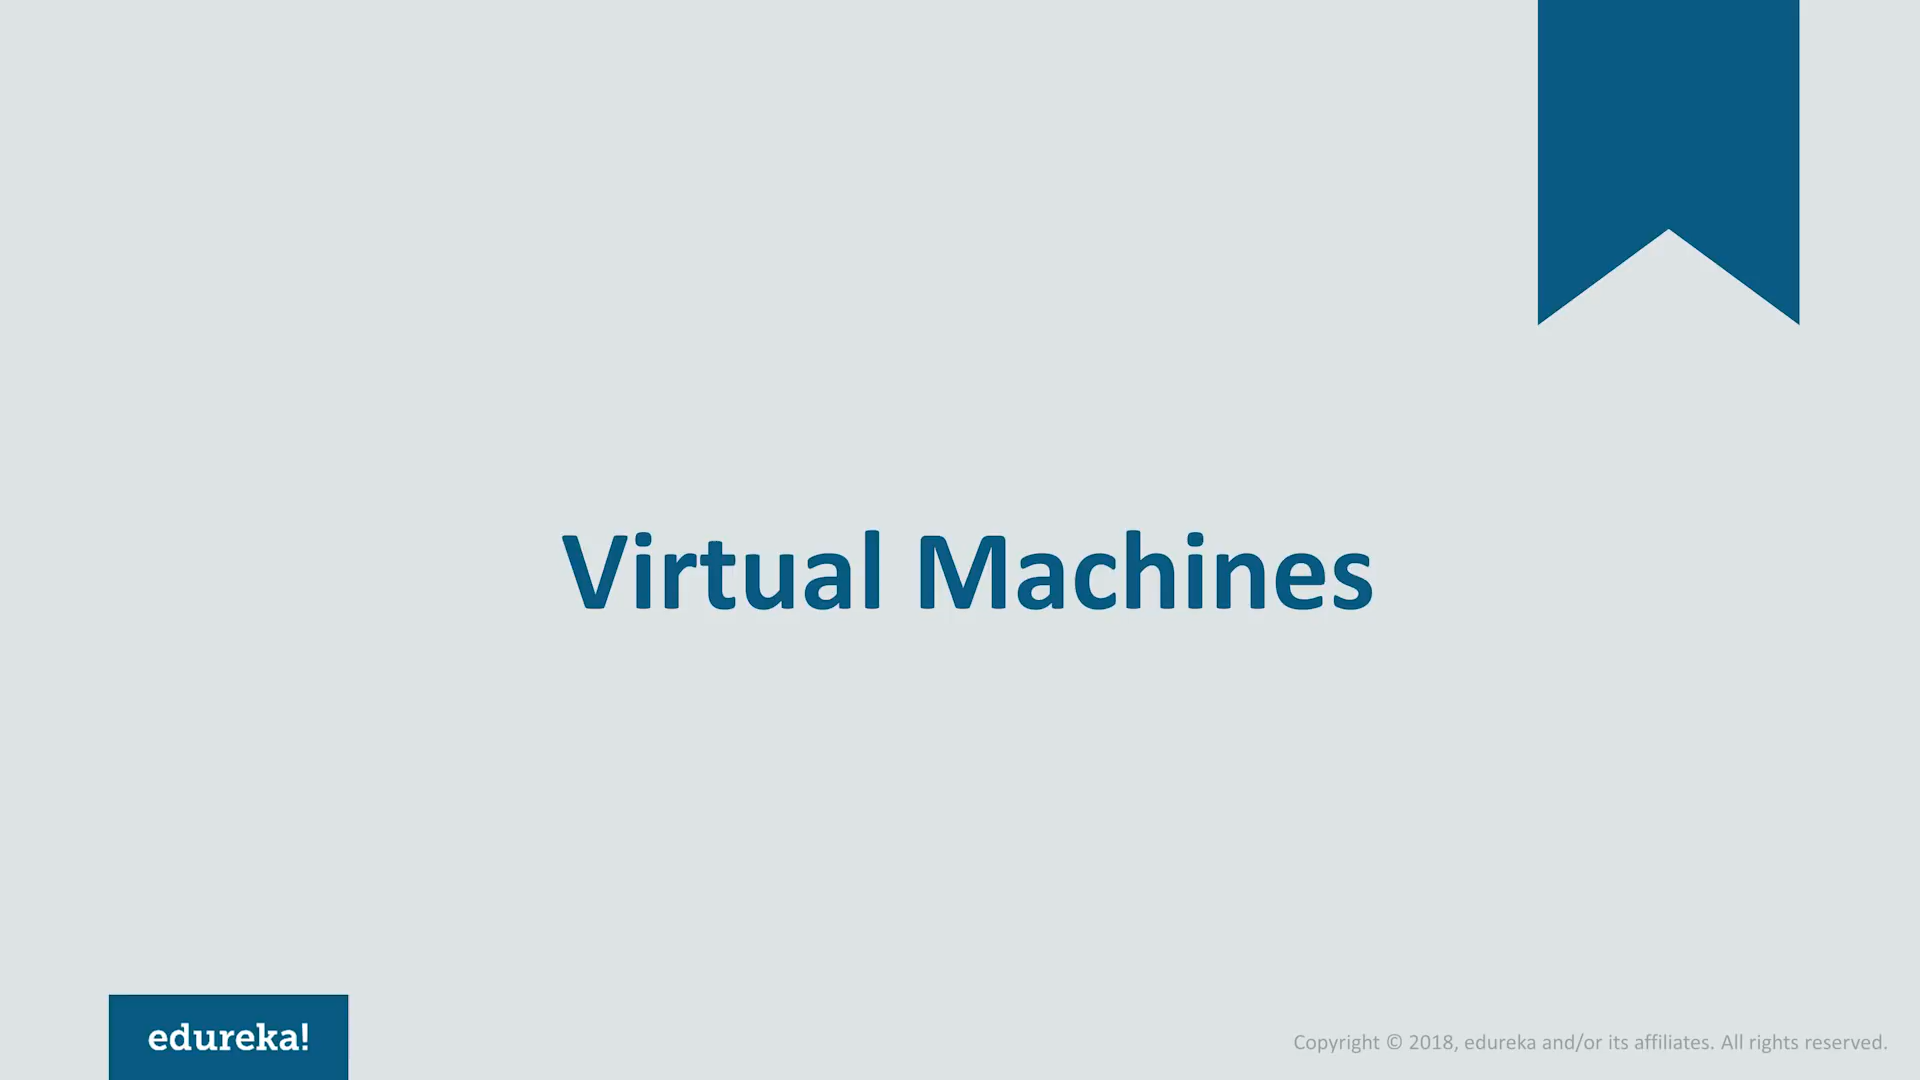 Virtual Machines
edureka!
Copyright © 2018, edureka and/or its affiliates. All rights reserved.